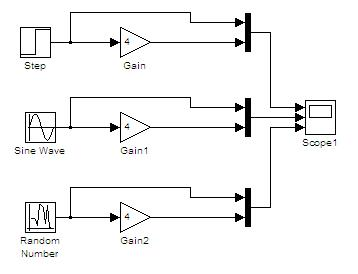 4
Step
Gain
4
Sine Wave
Gain1
Scope1
4
Random
Number
Gain2